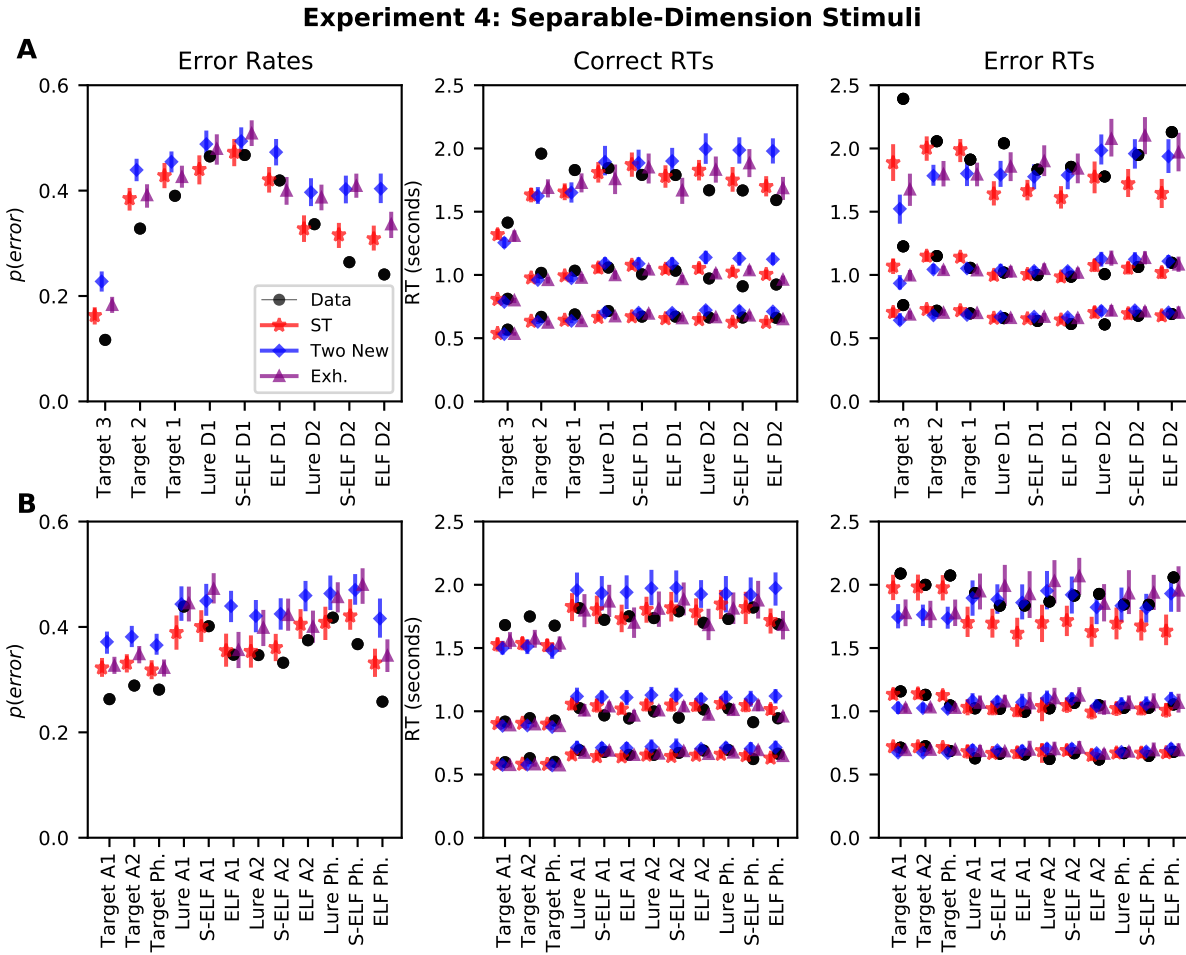 Experiment 4: Separable-Dimension Stimuli
A
Error Rates
Correct RTs
Error RTs
0.6
0.4
0.2
0.0
p(error)
Data
ST
Two New
Exh.
Target 3
Target 2
Target 1
Lure D1
S-ELF D1
ELF D1
Lure D2
S-ELF D2
ELF D2
2.5
2.0
1.5
1.0
0.5
0.0
RT (seconds)
Target 3
Target 2
Target 1
Lure D1
S-ELF D1
ELF D1
Lure D2
S-ELF D2
ELF D2
2.5
2.0
1.5
1.0
0.5
0.0
Target 3
Target 2
Target 1
Lure D1
S-ELF D1
ELF D1
Lure D2
S-ELF D2
ELF D2
B
0.6
0.4
0.2
0.0
p(error)
Target A1
Target A2
Target Ph.
Lure A1
S-ELF A1
ELF A1
Lure A2
S-ELF A2
ELF A2
Lure Ph.
S-ELF Ph.
ELF Ph.
2.5
2.0
1.5
1.0
0.5
0.0
RT (seconds)
Target A1
Target A2
Target Ph.
Lure A1
S-ELF A1
ELF A1
Lure A2
S-ELF A2
ELF A2
Lure Ph.
S-ELF Ph.
ELF Ph.
2.5
2.0
1.5
1.0
0.5
0.0
Target A1
Target A2
Target Ph.
Lure A1
S-ELF A1
ELF A1
Lure A2
S-ELF A2
ELF A2
Lure Ph.
S-ELF Ph.
ELF Ph.